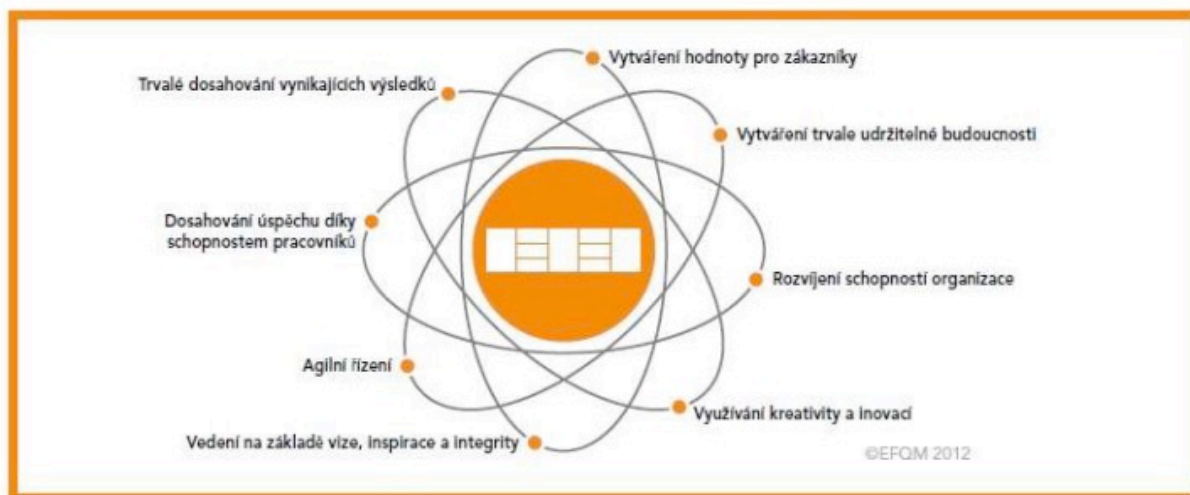 Vytváření hodnoty pro zákazníky
Trvalé dosahování vynikajících výsledků
Vytváření trvale udržitelné budoucnosti
Dosahování úspěchu díky
schopnostem pracovníků
Rozvíjení schopností organizace
Agilní řízení
Využívání kreativity a inovací
Vedení na základě vize, inspirace a integrity
©EFQM 2012